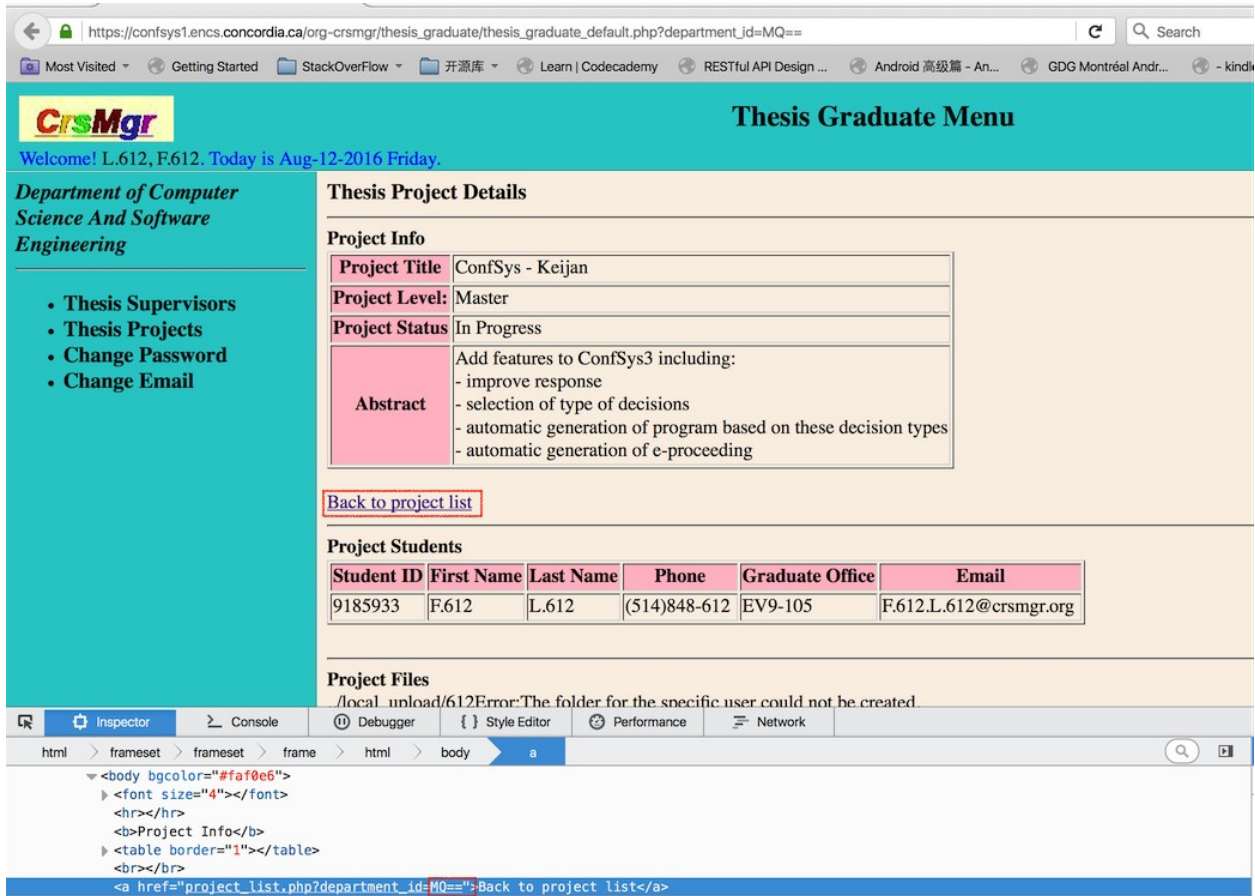 https://confsys1.encs.concordia.ca/org-crsmgr/thesis_graduate/thesis_graduate_default.php?department_id=MQ== Search
Most Visited Getting Started StackOverFlow 开源库 Learn | Codecademy RESTful API Design ... Android 高级篇 - An... GDG Montréal Andr... - kindle
CrsMgr
Thesis Graduate Menu
Welcome! L.612, F.612. Today is Aug-12-2016 Friday.
Department of Computer
Science And Software
Engineering
• Thesis Supervisors
• Thesis Projects
• Change Password
• Change Email
Thesis Project Details
Project Info
Project Title ConfSys - Keijan
Project Level: Master
Project Status In Progress
Abstract Add features to ConfSys3 including:
- improve response
- selection of type of decisions
- automatic generation of program based on these decision types
- automatic generation of e-proceeding
Back to project list
Project Students
Student ID First Name Last Name Phone Graduate Office Email
9185933 F.612 L.612 (514)848-612 EV9-105 F.612.L.612@crsmgr.org
Project Files
../local_upload/612Error:The folder for the specific user could not be created.
Inspector Console Debugger { } Style Editor Performance Network
html frameset frameset frame html body a
<body bgcolor="#faf0e6">
<font size="4"></font>
<hr></hr>
<b>Project Info</b>
<table border="1"></table>
<br></br>
<a href="project_list.php?department_id=MQ==">Back to project list</a>